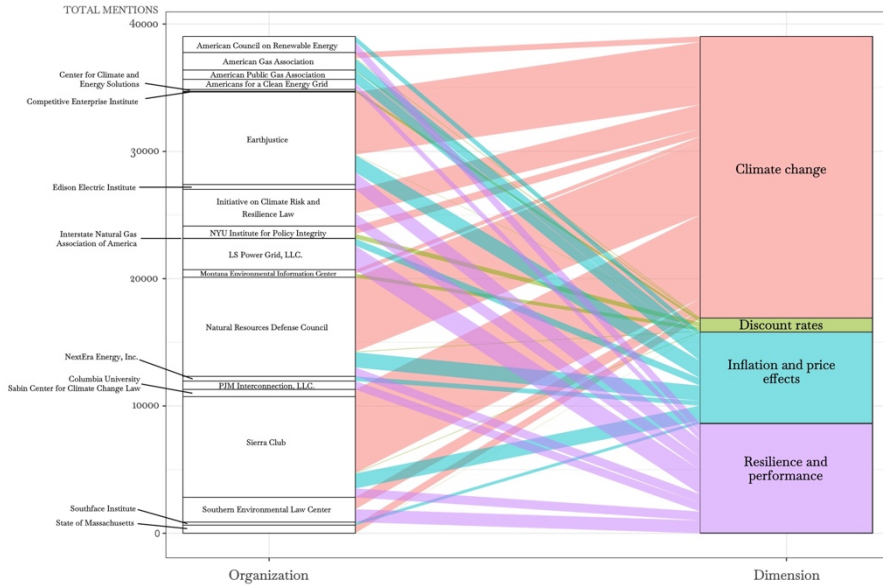 TOTAL MENTIONS
40000
30000
20000
10000
0
American Council on Renewable Energy
American Gas Association
American Public Gas Association
Americans for a Clean Energy Grid
Center for Climate and
Energy Solutions
Competitive Enterprise Institute
Earthjustice
Edison Electric Institute
Initiative on Climate Risk and
Resilience Law
NYU Institute for Policy Integrity
Interstate Natural Gas
Association of America
LS Power Grid, LLC.
Montana Environmental Information Center
Natural Resources Defense Council
NextEra Energy, Inc.
PJM Interconnection, LLC.
Columbia University
Sabin Center for Climate Change Law
Sierra Club
Southern Environmental Law Center
Southface Institute
State of Massachusetts
Climate change
Discount rates
Inflation and price
effects
Resilience and
performance
Organization
Dimension